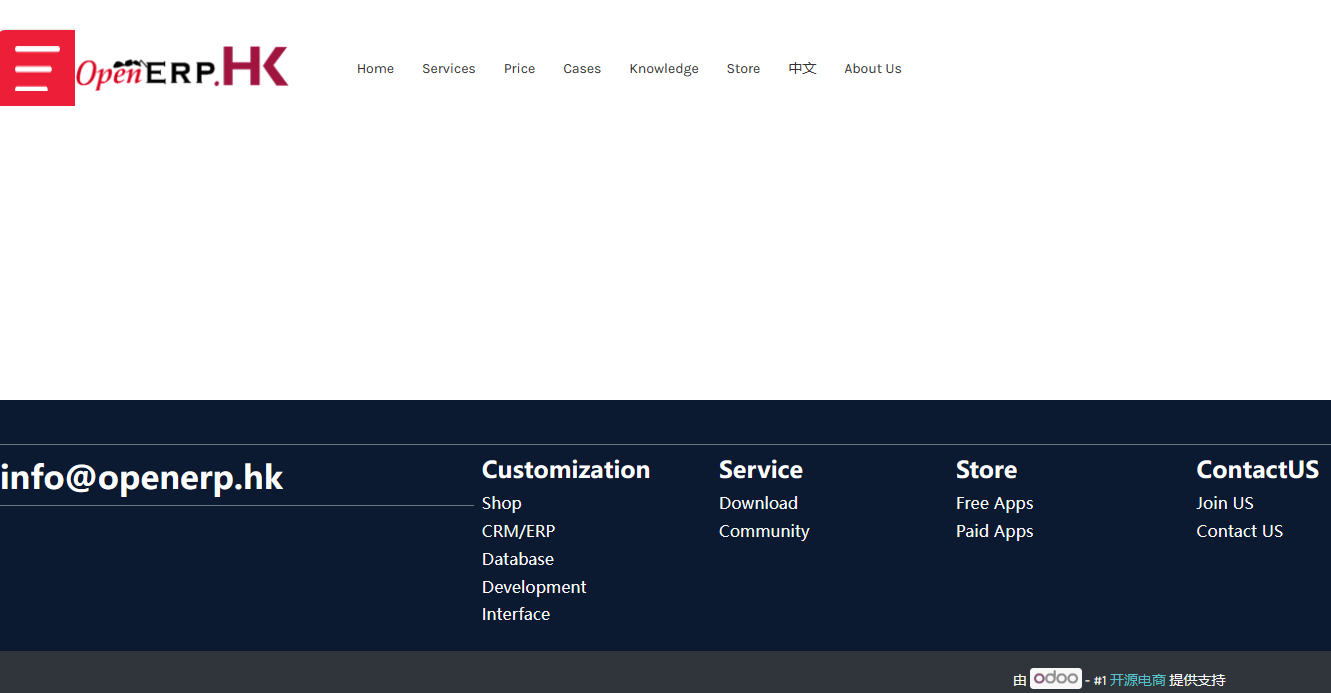 OpenERP.HK
Home Services Price Cases Knowledge Store 中文 About Us
info@openerp.hk
Customization
Shop
CRM/ERP
Database
Development
Interface
Service
Download
Community
Store
Free Apps
Paid Apps
ContactUS
Join US
Contact US
由 odoo - #1 开源电商 提供支持